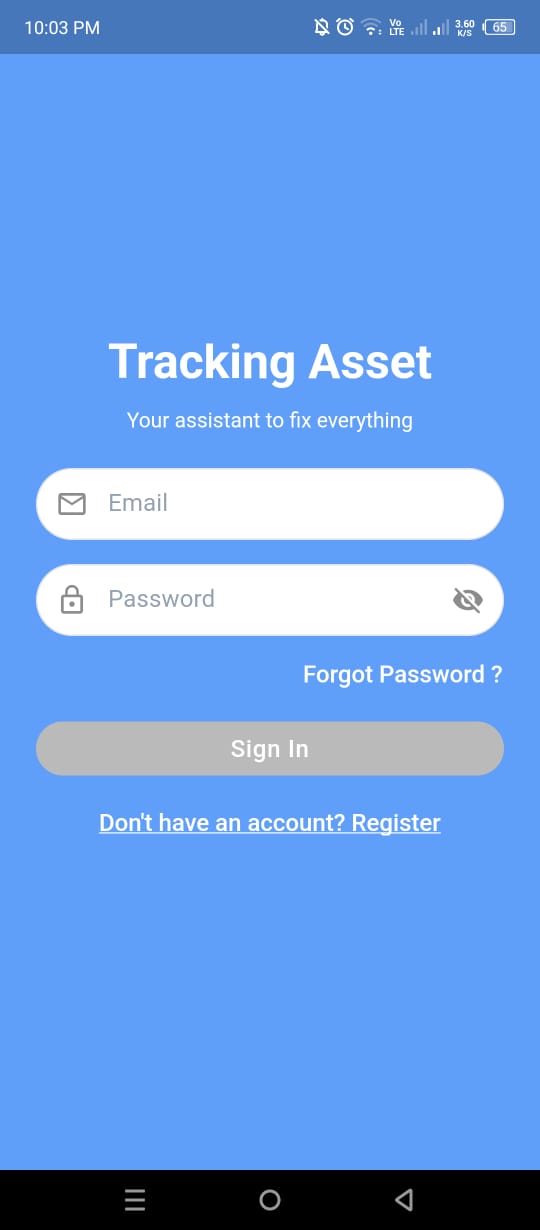 10:03 PM
Vo
LTE
3.60
K/S
65
Tracking Asset
Your assistant to fix everything
Email
Password
Forgot Password ?
Sign In
Don't have an account? Register